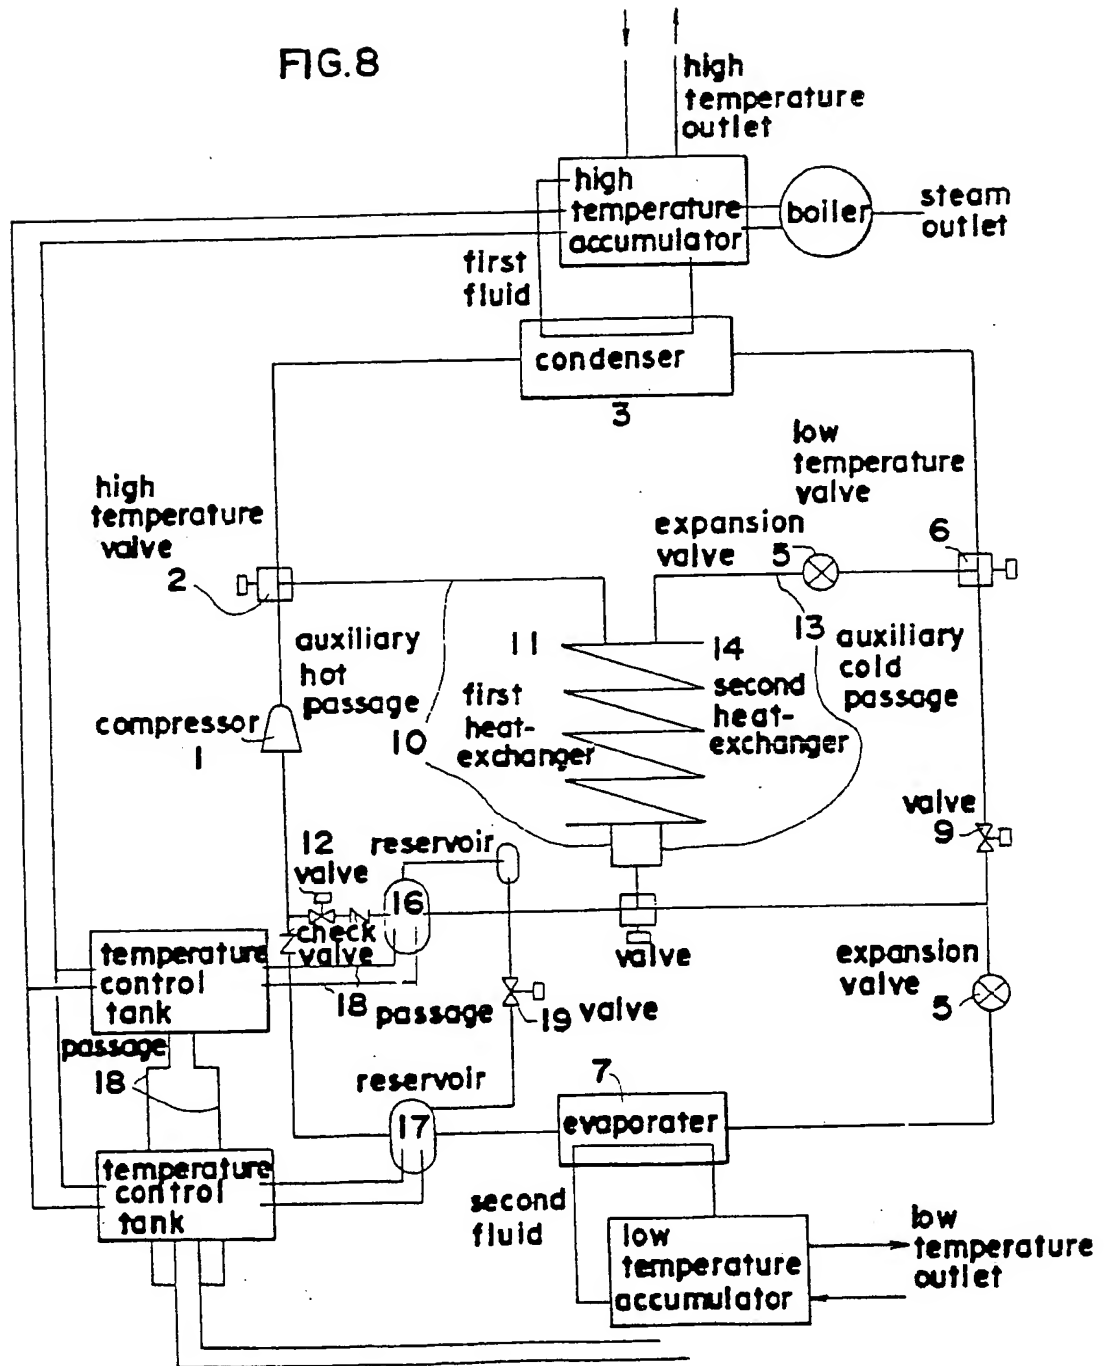 FIG.8
high
temperature
outlet
high
temperature
accumulator
boiler
steam
outlet
first
fluid
condenser
3
low
temperature
valve
high
temperature
valve
2
expansion
valve
5
6
auxiliary
hot
passage
10
11
14
13
auxiliary
cold
passage
first
heat-
exchanger
second
heat-
exchanger
compressor
1
valve
9
12
valve
reservoir
16
check
valve
valve
expansion
valve
5
temperature
control
tank
18
passage
19
valve
passage
18
reservoir
17
7
evaporater
temperature
control
tank
second
fluid
low
temperature
accumulator
low
temperature
outlet